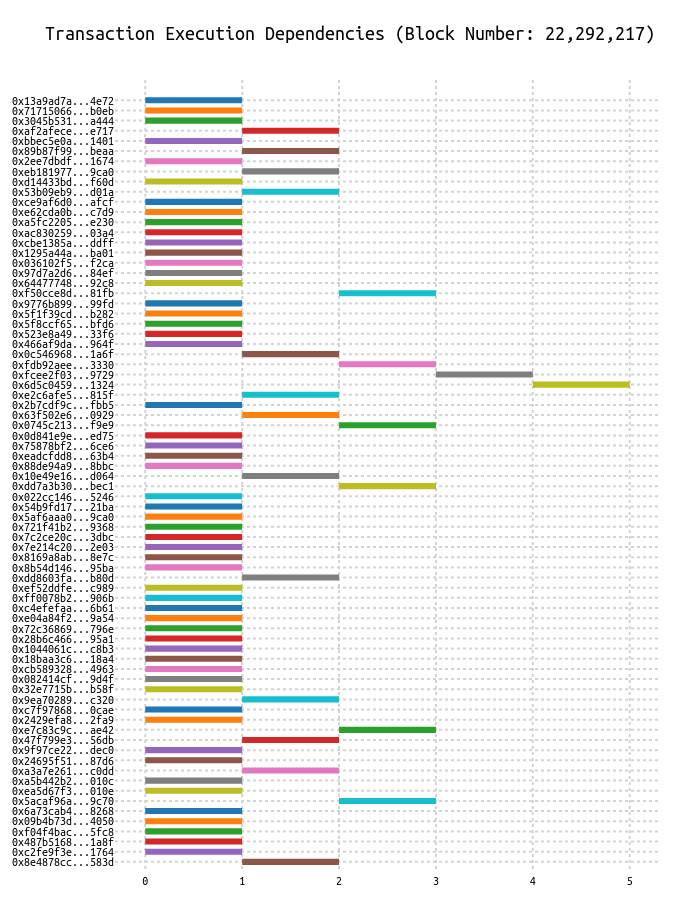 Transaction Execution Dependencies (Block Number: 22,292,217)
0x13a9ad7a...4e72
0x71715066...b0eb
0x3045b531...a444
0xaf2afece...e717
0xbbec5e0a...1401
0x89b87f99...beaa
0x2ee7dbdf...1674
0xeb181977...9ca0
0xd14433bd...f60d
0x53b09eb9...d01a
0xce9af6d0...afcf
0xe62cda0b...c7d9
0xa5fc2205...e230
0xac830259...03a4
0xcbe1385a...ddff
0x1295a44a...ba01
0x036102f5...f2ca
0x97d7a2d6...84ef
0x64477748...92c8
0xf50cce8d...81fb
0x9776b899...99fd
0x5f1f39cd...b282
0x5f8ccf65...bfd6
0x523e8a49...33f6
0x466af9da...964f
0x0c546968...1a6f
0xfdb92aee...3330
0xfcee2f03...9729
0x6d5c0459...1324
0xe2c6afe5...815f
0x2b7cdf9c...fbb5
0x63f502e6...0929
0x0745c213...f9e9
0x0d841e9e...ed75
0x75878bf2...6ce6
0xeadcfdd8...63b4
0x88de94a9...8bbc
0x10e49e16...d064
0xdd7a3b30...bec1
0x022cc146...5246
0x54b9fd17...21ba
0x5af6aaa0...9ca0
0x721f41b2...9368
0x7c2ce20c...3dbc
0x7e214c20...2e03
0x8169a8ab...8e7c
0x8b54d146...95ba
0xdd8603fa...b80d
0xef52ddfe...c989
0xff0078b2...906b
0xc4efefaa...6b61
0xe04a84f2...9a54
0x72c36869...796e
0x28b6c466...95a1
0x1044061c...c8b3
0x18baa3c6...18a4
0xcb589328...4963
0x082414cf...9d4f
0x32e7715b...b58f
0x9ea70289...c320
0xc7f97868...0cae
0x2429efa8...2fa9
0xe7c83c9c...ae42
0x47f799e3...56db
0x9f97ce22...dec0
0x24695f51...87d6
0xa3a7e261...c0dd
0xa5b442b2...010c
0xea5d67f3...010e
0x5acaf96a...9c70
0x6a73cab4...8268
0x09b4b73d...4050
0xf04f4bac...5fc8
0x487b5168...1a8f
0xc2fe9f3e...1764
0x8e4878cc...583d
0 1 2 3 4 5